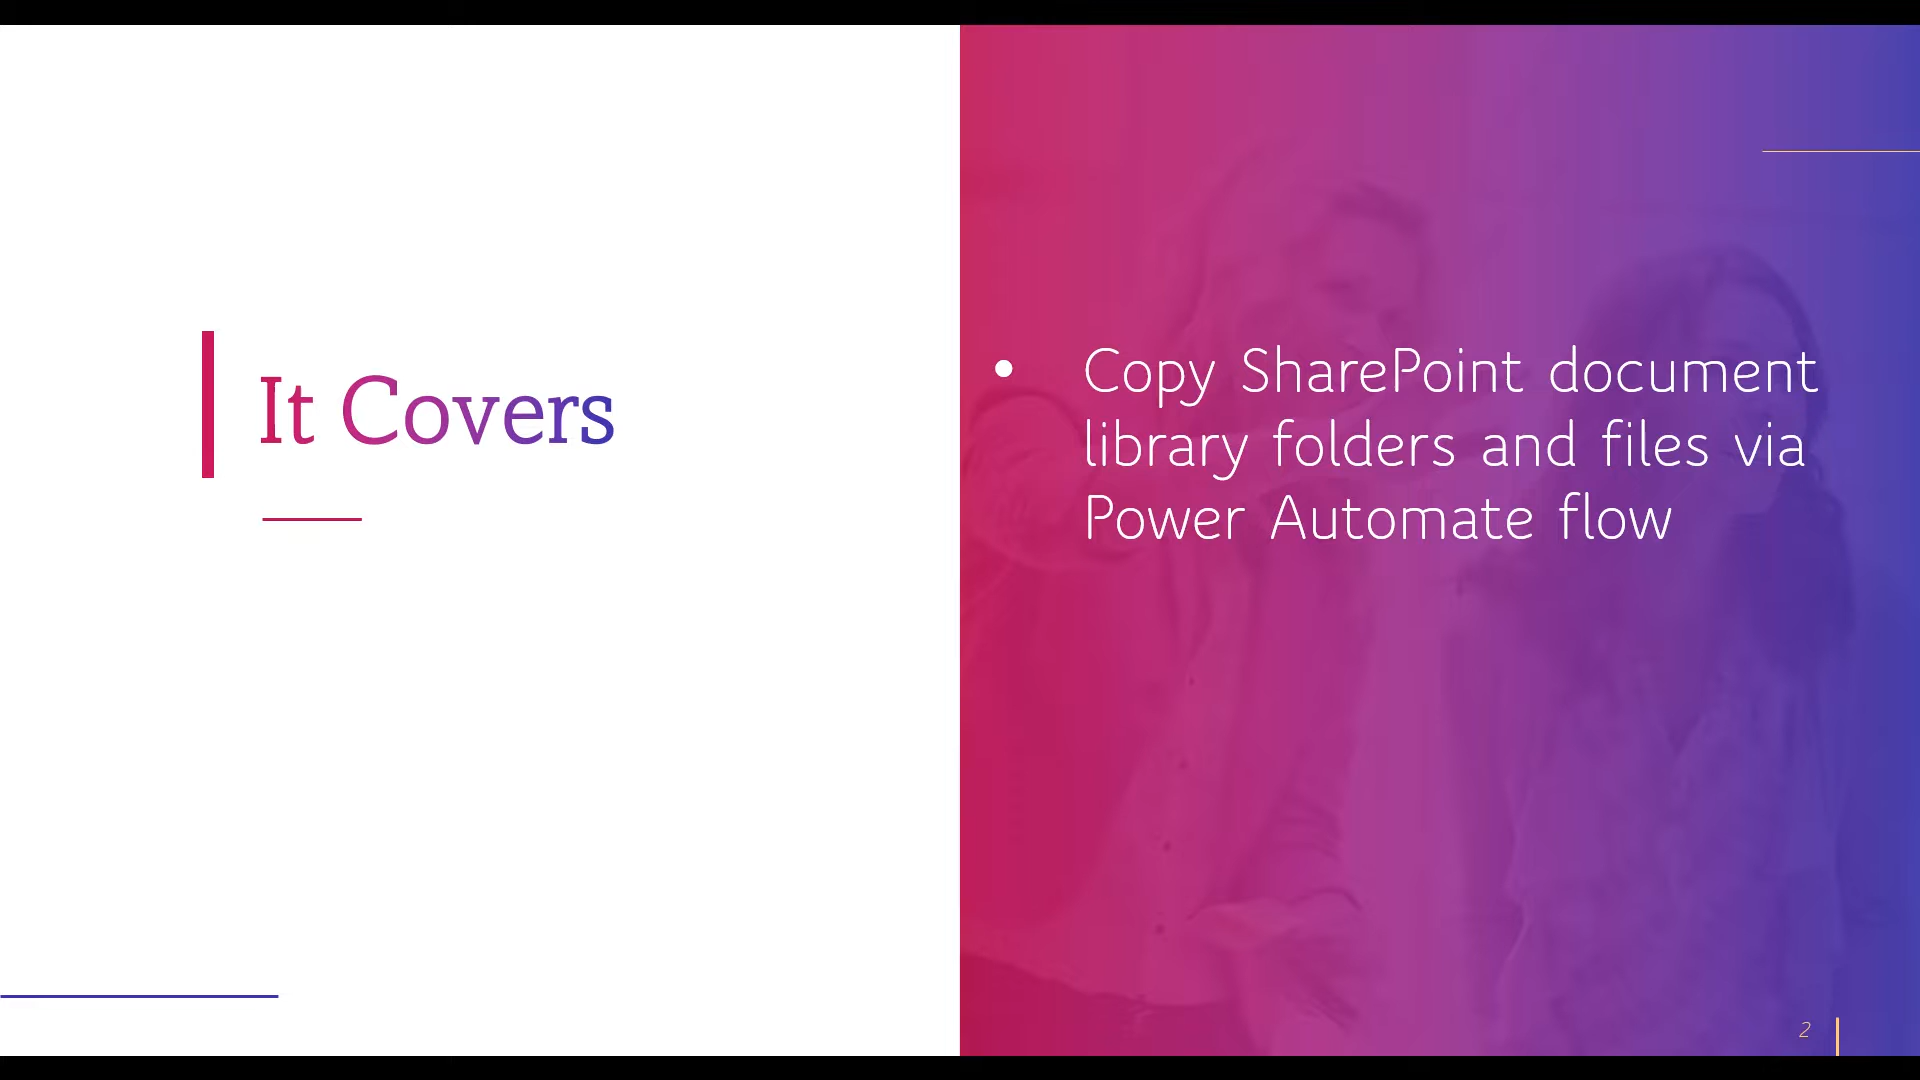 It Covers
• Copy SharePoint document
library folders and files via
Power Automate flow
2